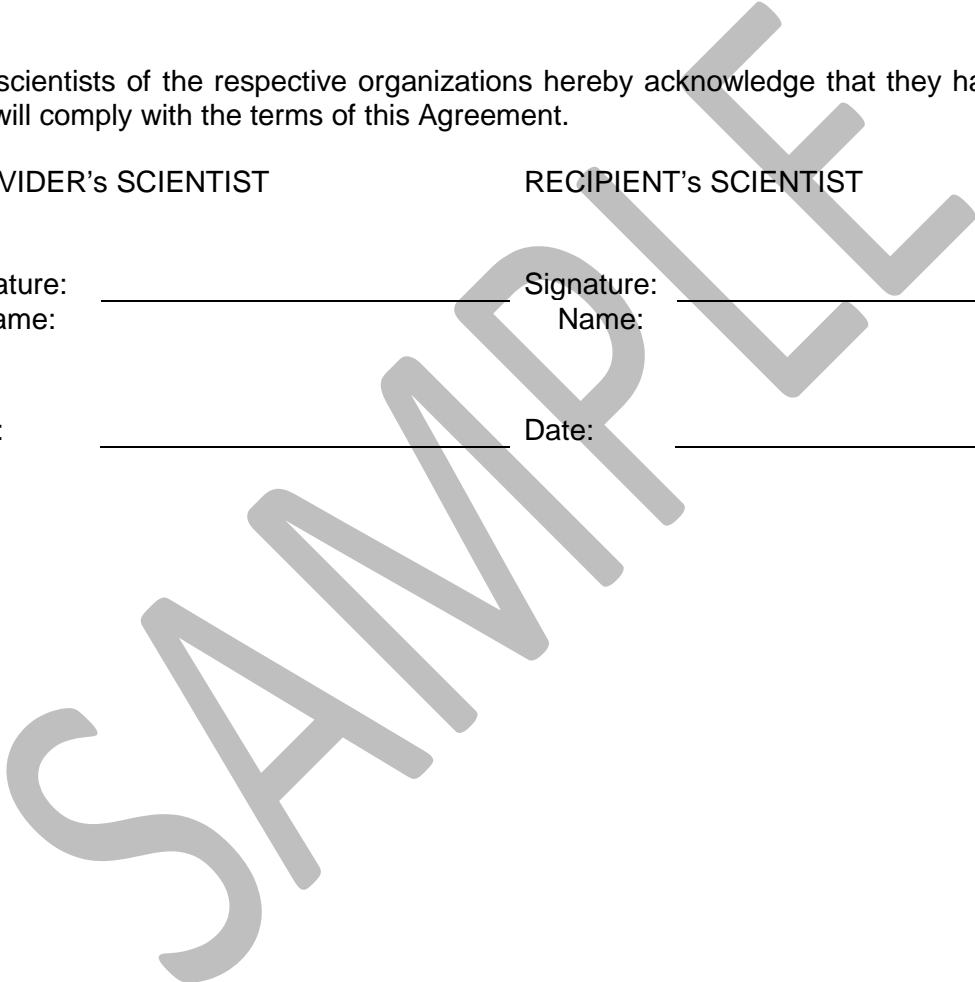 scientists of the respective organizations hereby acknowledge that they ha
will comply with the terms of this Agreement.
VIDER's SCIENTIST RECIPIENT's SCIENTIST
ature: Signature:
ame: Name:
: Date:
SAMPLE